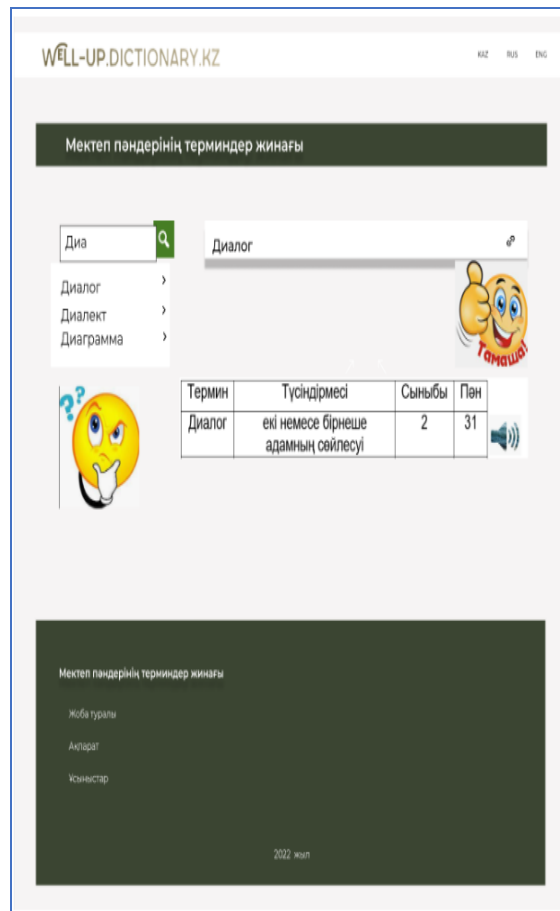 WELL-UP.DICTIONARY.KZ
KAZ RUS ENG
Мектеп пәндерінің терминдер жинағы
Диа
Диалог
Диалог
Диалект
Диаграмма
Тамаша!
Термин Түсіндірмесі Сыныбы Пән
Диалог екі немесе бірнеше 2 31
адамның сөйлесуі
Мектеп пәндерінің терминдер жинағы
Жоба туралы
Ақпарат
Ұсыныстар
2022 жыл